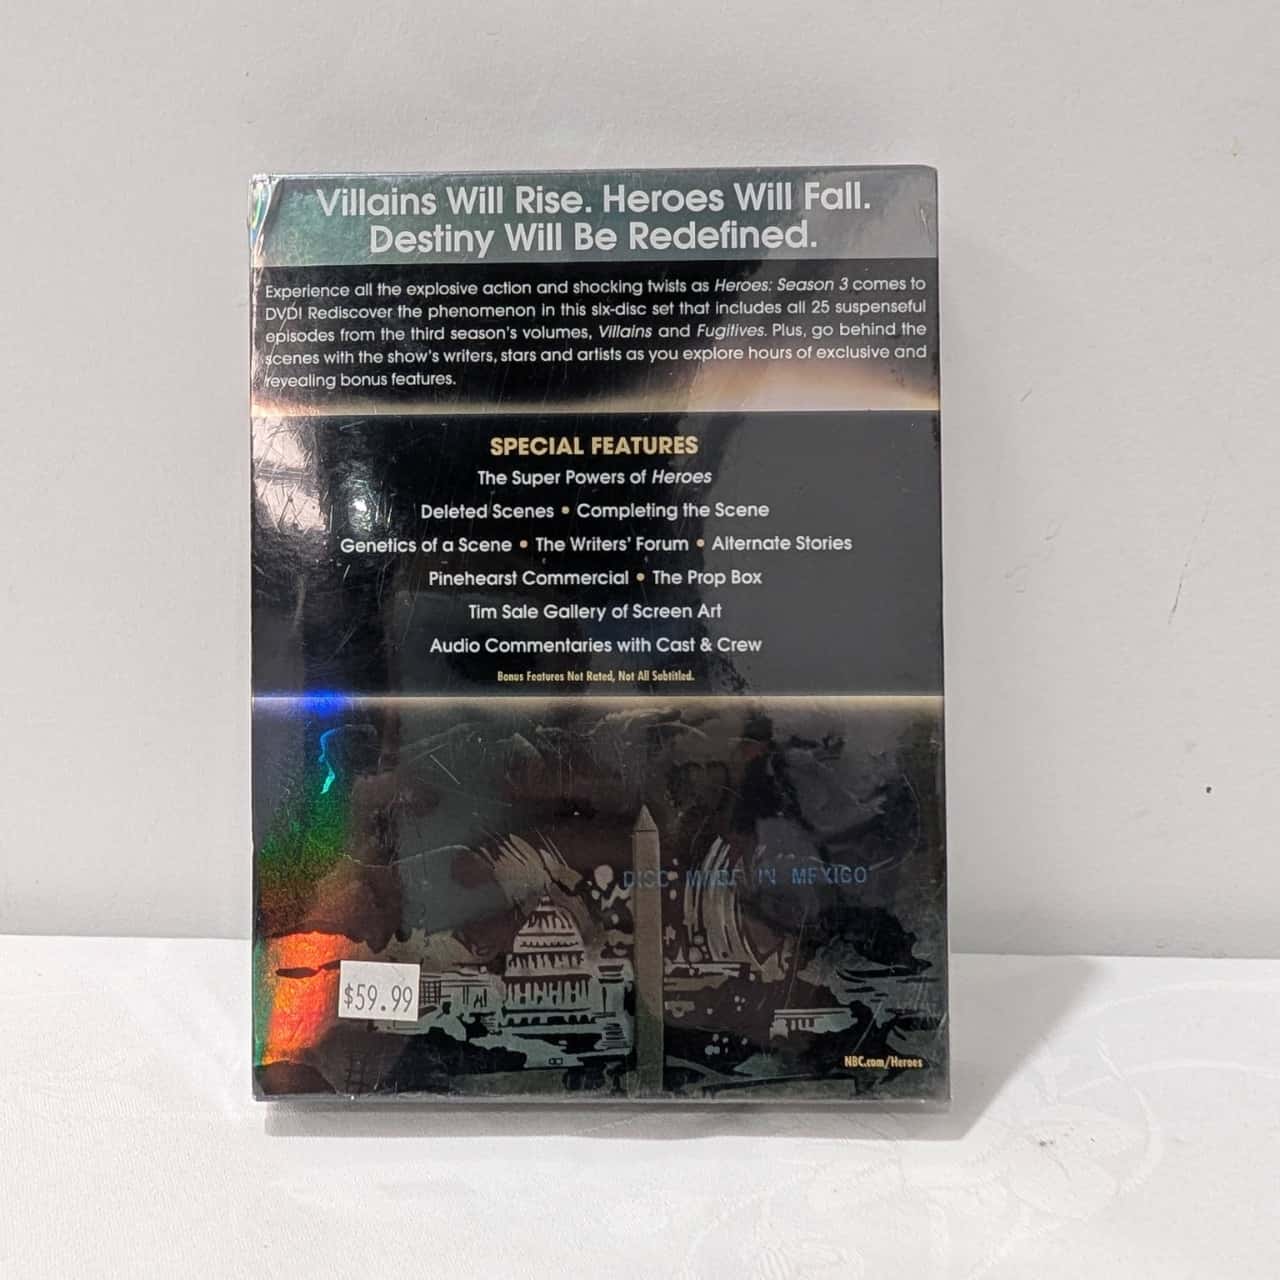 Villains Will Rise. Heroes Will Fall.
Destiny Will Be Redefined.
Experience all the explosive action and shocking twists as Heroes: Season 3 comes to
DVD! Rediscover the phenomenon in this six-disc set that includes all 25 suspenseful
episodes from the third season's volumes, Villains and Fugitives. Plus, go behind the
scenes with the show's writers, stars and artists as you explore hours of exclusive and
revealing bonus features.
SPECIAL FEATURES
The Super Powers of Heroes
Deleted Scenes • Completing the Scene
Genetics of a Scene • The Writers' Forum • Alternate Stories
Pinehearst Commercial • The Prop Box
Tim Sale Gallery of Screen Art
Audio Commentaries with Cast & Crew
Bonus Features Not Rated, Not All Subtitled.
DISC MADE IN MEXICO
$59.99
NBC.com/Heroes